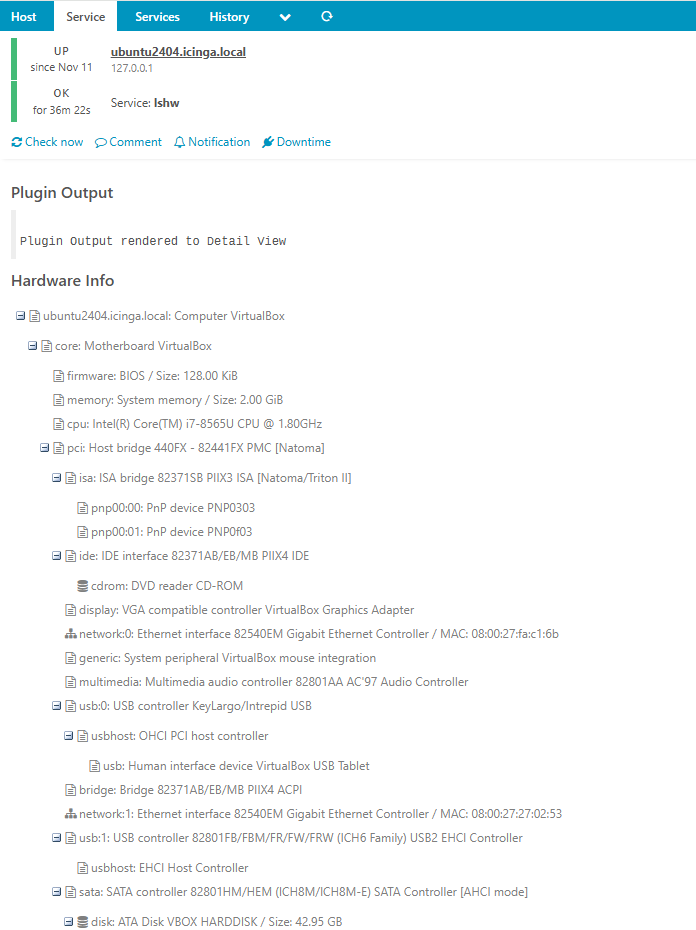 Host Service Services History
UP
since Nov 11
ubuntu2404.icinga.local
127.0.0.1
OK
for 36m 22s
Service: lshw
Check now Comment Notification Downtime
Plugin Output
Plugin Output rendered to Detail View
Hardware Info
ubuntu2404.icinga.local: Computer VirtualBox
core: Motherboard VirtualBox
firmware: BIOS / Size: 128.00 KiB
memory: System memory / Size: 2.00 GiB
cpu: Intel(R) Core(TM) i7-8565U CPU @ 1.80GHz
pci: Host bridge 440FX - 82441FX PMC [Natoma]
isa: ISA bridge 82371SB PIIX3 ISA [Natoma/Triton II]
pnp00:00: PnP device PNP0303
pnp00:01: PnP device PNP0f03
ide: IDE interface 82371AB/EB/MB PIIX4 IDE
cdrom: DVD reader CD-ROM
display: VGA compatible controller VirtualBox Graphics Adapter
network:0: Ethernet interface 82540EM Gigabit Ethernet Controller / MAC: 08:00:27:fa:c1:6b
generic: System peripheral VirtualBox mouse integration
multimedia: Multimedia audio controller 82801AA AC'97 Audio Controller
usb:0: USB controller KeyLargo/Intrepid USB
usbhost: OHCI PCI host controller
usb: Human interface device VirtualBox USB Tablet
bridge: Bridge 82371AB/EB/MB PIIX4 ACPI
network:1: Ethernet interface 82540EM Gigabit Ethernet Controller / MAC: 08:00:27:27:02:53
usb:1: USB controller 82801FB/FBM/FR/FW/FRW (ICH6 Family) USB2 EHCI Controller
usbhost: EHCI Host Controller
sata: SATA controller 82801HM/HEM (ICH8M/ICH8M-E) SATA Controller [AHCI mode]
disk: ATA Disk VBOX HARDDISK / Size: 42.95 GB